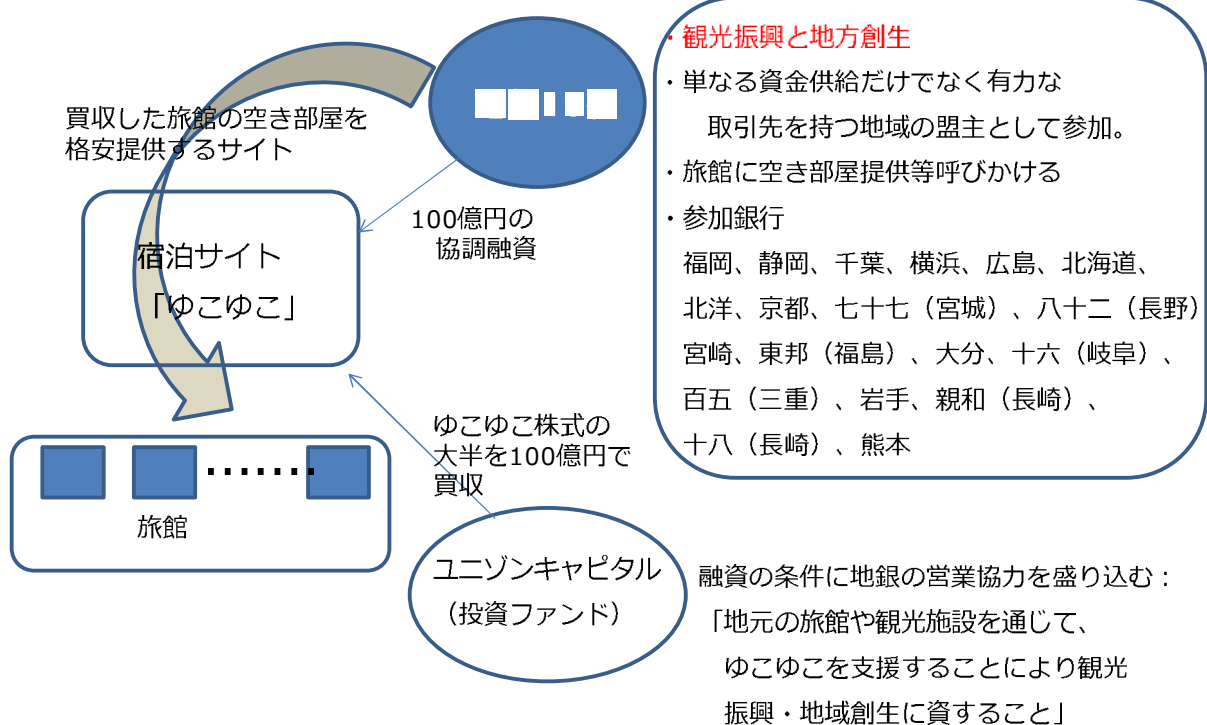 買収した旅館の空き部屋を
格安提供するサイト
宿泊サイト
「ゆこゆこ」
100億円の
協調融資
ゆこゆこ株式の
大半を100億円で
買収
旅館
ユニゾンキャピタル
(投資ファンド)
・観光振興と地方創生
・単なる資金供給だけでなく有力な
取引先を持つ地域の盟主として参加。
・旅館に空き部屋提供等呼びかける
・参加銀行
福岡、静岡、千葉、横浜、広島、北海道、
北洋、京都、七十七(宮城)、八十二(長野)
宮崎、東邦(福島)、大分、十六(岐阜)、
百五(三重)、岩手、親和(長崎)、
十八(長崎)、熊本
融資の条件に地銀の営業協力を盛り込む:
「地元の旅館や観光施設を通じて、
ゆこゆこを支援することにより観光
振興・地域創生に資すること」